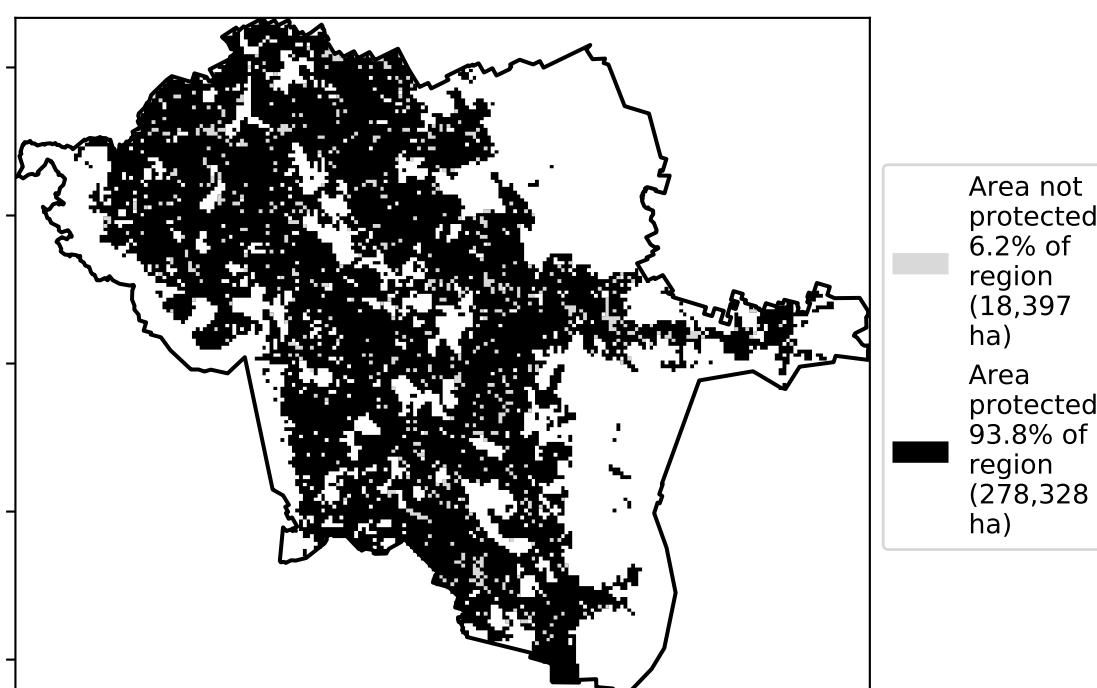 Area not
protected
6.2% of
region
(18,397
ha)
Area
protected
93.8% of
region
(278,328
ha)